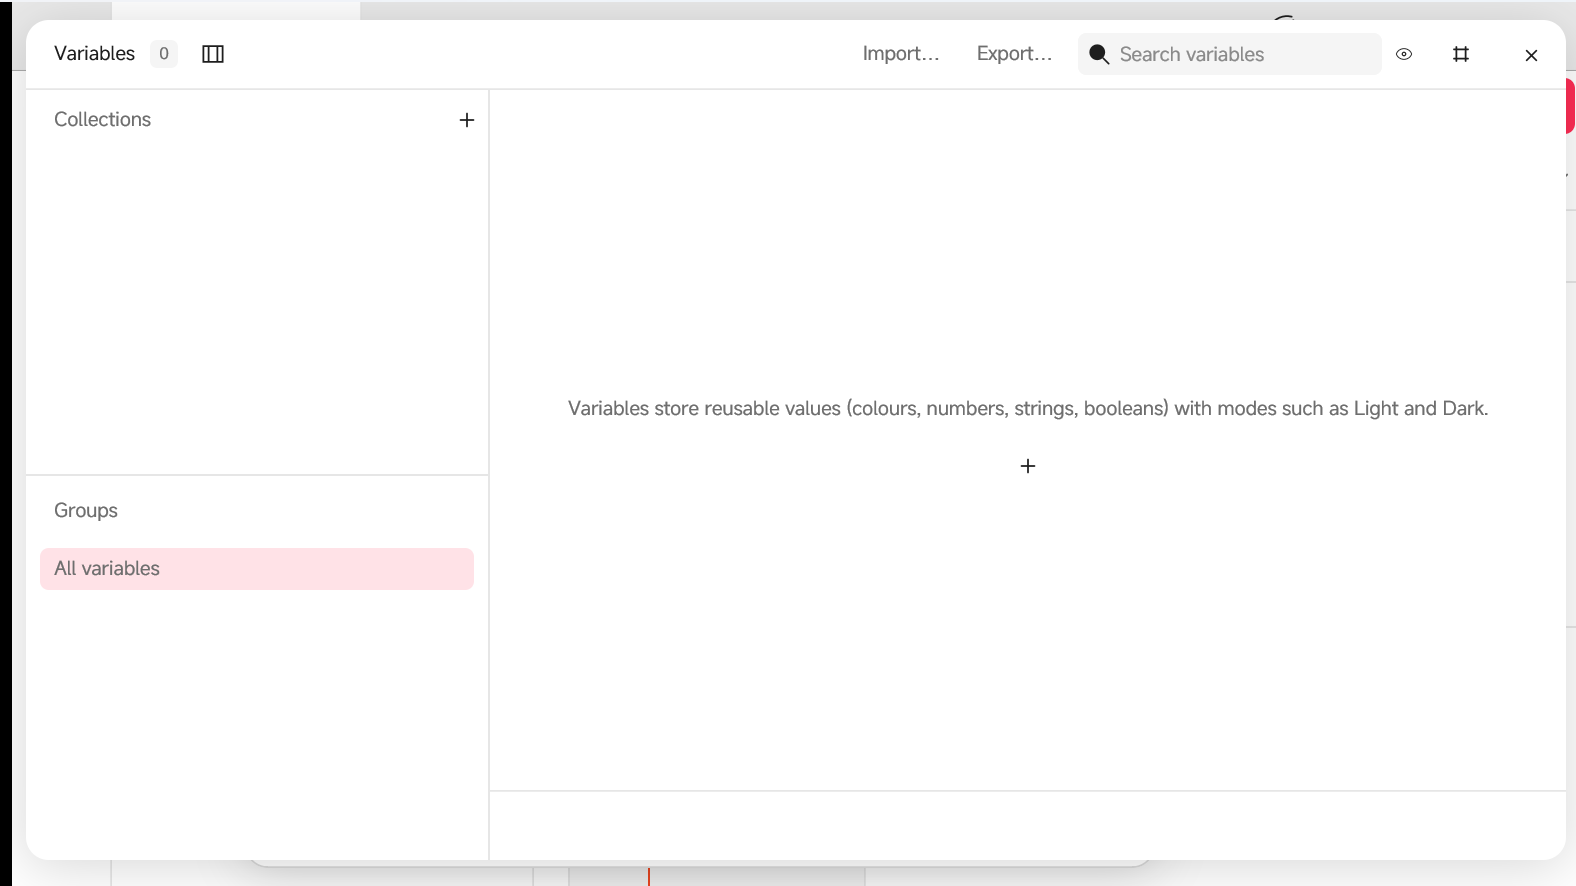 Variables 0 Import... Export... Search variables
Collections
Variables store reusable values (colours, numbers, strings, booleans) with modes such as Light and Dark.
Groups
All variables